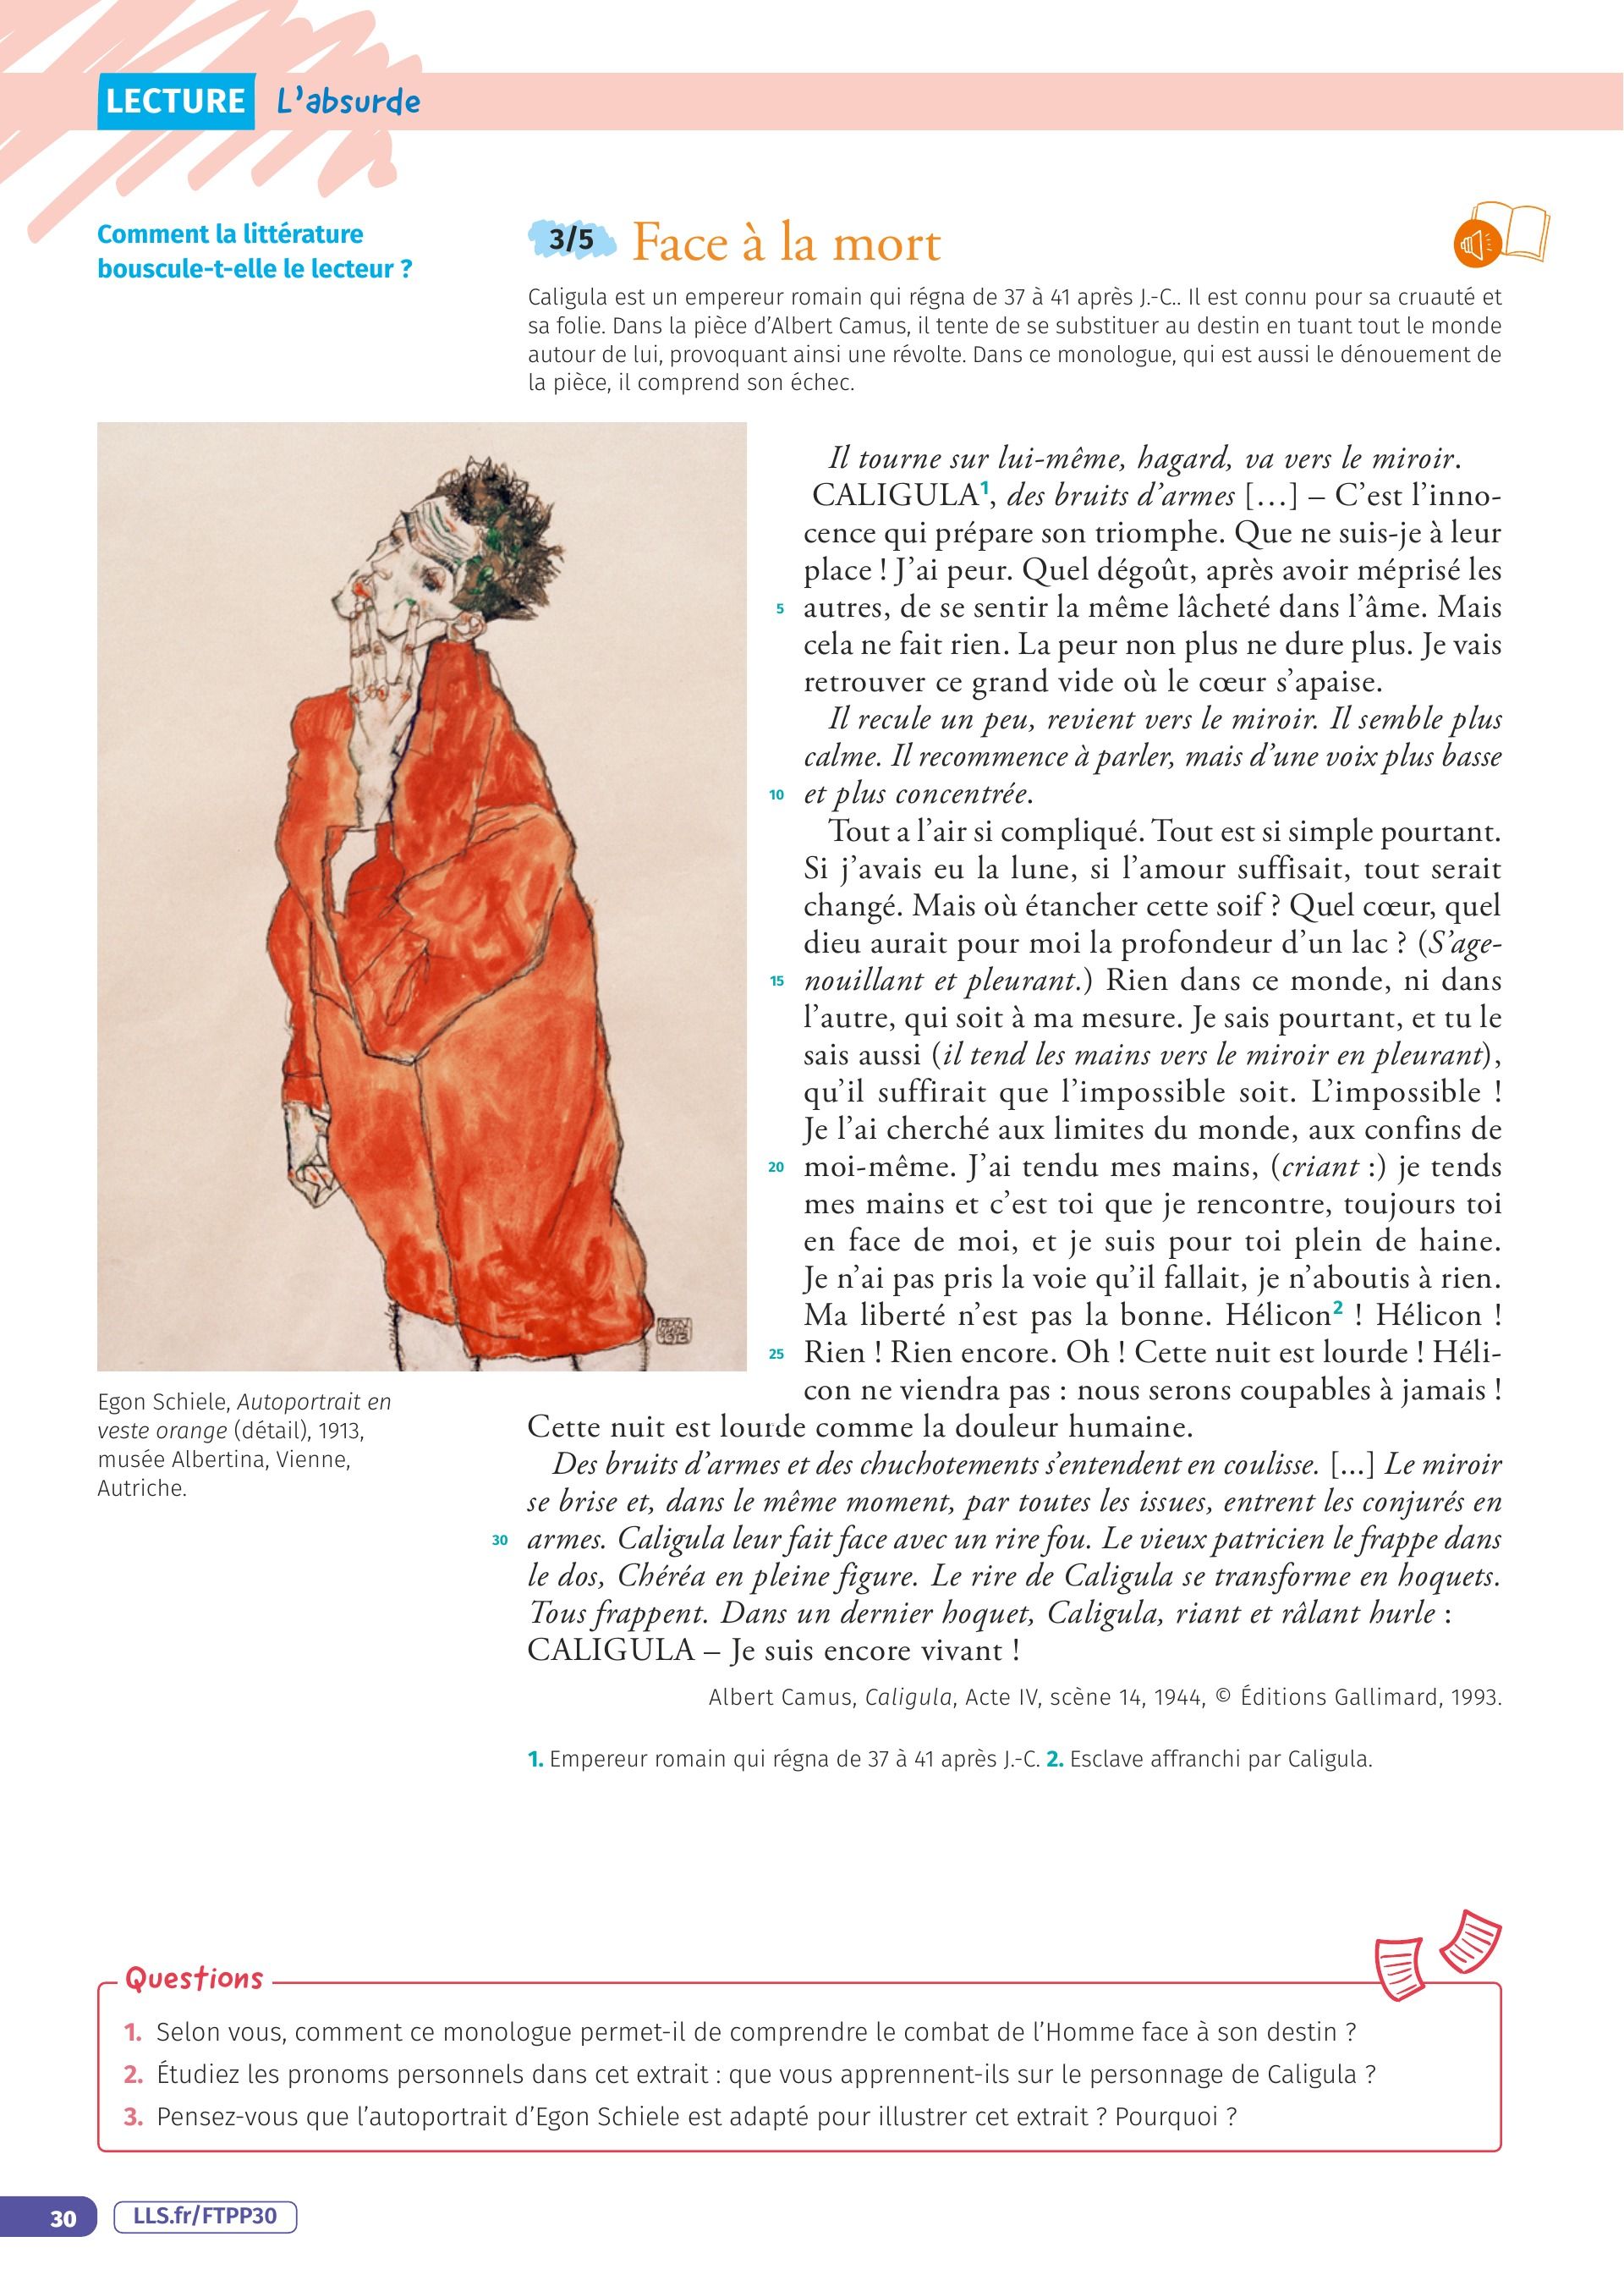 LECTURE L'absurde
Comment la littérature
bouscule-t-elle le lecteur ?
3/5 Face à la mort
Caligula est un empereur romain qui régna de 37 à 41 après J.-C.. Il est connu pour sa cruauté et
sa folie. Dans la pièce d'Albert Camus, il tente de se substituer au destin en tuant tout le monde
autour de lui, provoquant ainsi une révolte. Dans ce monologue, qui est aussi le dénouement de
la pièce, il comprend son échec.
Il tourne sur lui-même, hagard, va vers le miroir.
CALIGULA1, des bruits d'armes […] – C'est l'inno-
cence qui prépare son triomphe. Que ne suis-je à leur
place ! J'ai peur. Quel dégoût, après avoir méprisé les
5 autres, de se sentir la même lâcheté dans l'âme. Mais
cela ne fait rien. La peur non plus ne dure plus. Je vais
retrouver ce grand vide où le cœur s'apaise.
Il recule un peu, revient vers le miroir. Il semble plus
calme. Il recommence à parler, mais d'une voix plus basse
10 et plus concentrée.
Tout a l'air si compliqué. Tout est si simple pourtant.
Si j'avais eu la lune, si l'amour suffisait, tout serait
changé. Mais où étancher cette soif ? Quel cœur, quel
dieu aurait pour moi la profondeur d'un lac ? (S'age-
15 nouillant et pleurant.) Rien dans ce monde, ni dans
l'autre, qui soit à ma mesure. Je sais pourtant, et tu le
sais aussi (il tend les mains vers le miroir en pleurant),
qu'il suffirait que l'impossible soit. L'impossible !
Je l'ai cherché aux limites du monde, aux confins de
20 moi-même. J'ai tendu mes mains, (criant :) je tends
mes mains et c'est toi que je rencontre, toujours toi
en face de moi, et je suis pour toi plein de haine.
Je n'ai pas pris la voie qu'il fallait, je n'aboutis à rien.
Ma liberté n'est pas la bonne. Hélicon2 ! Hélicon !
25 Rien ! Rien encore. Oh ! Cette nuit est lourde ! Héli-
con ne viendra pas : nous serons coupables à jamais !
Cette nuit est lourde comme la douleur humaine.
Des bruits d'armes et des chuchotements s'entendent en coulisse. […] Le miroir
se brise et, dans le même moment, par toutes les issues, entrent les conjurés en
30 armes. Caligula leur fait face avec un rire fou. Le vieux patricien le frappe dans
le dos, Chéréa en pleine figure. Le rire de Caligula se transforme en hoquets.
Tous frappent. Dans un dernier hoquet, Caligula, riant et râlant hurle :
CALIGULA – Je suis encore vivant !
Albert Camus, Caligula, Acte IV, scène 14, 1944, © Éditions Gallimard, 1993.
1. Empereur romain qui régna de 37 à 41 après J.-C. 2. Esclave affranchi par Caligula.
Egon Schiele, Autoportrait en
veste orange (détail), 1913,
musée Albertina, Vienne,
Autriche.
Questions
1. Selon vous, comment ce monologue permet-il de comprendre le combat de l'Homme face à son destin ?
2. Étudiez les pronoms personnels dans cet extrait : que vous apprennent-ils sur le personnage de Caligula ?
3. Pensez-vous que l'autoportrait d'Egon Schiele est adapté pour illustrer cet extrait ? Pourquoi ?
30 LLS.fr/FTPP30